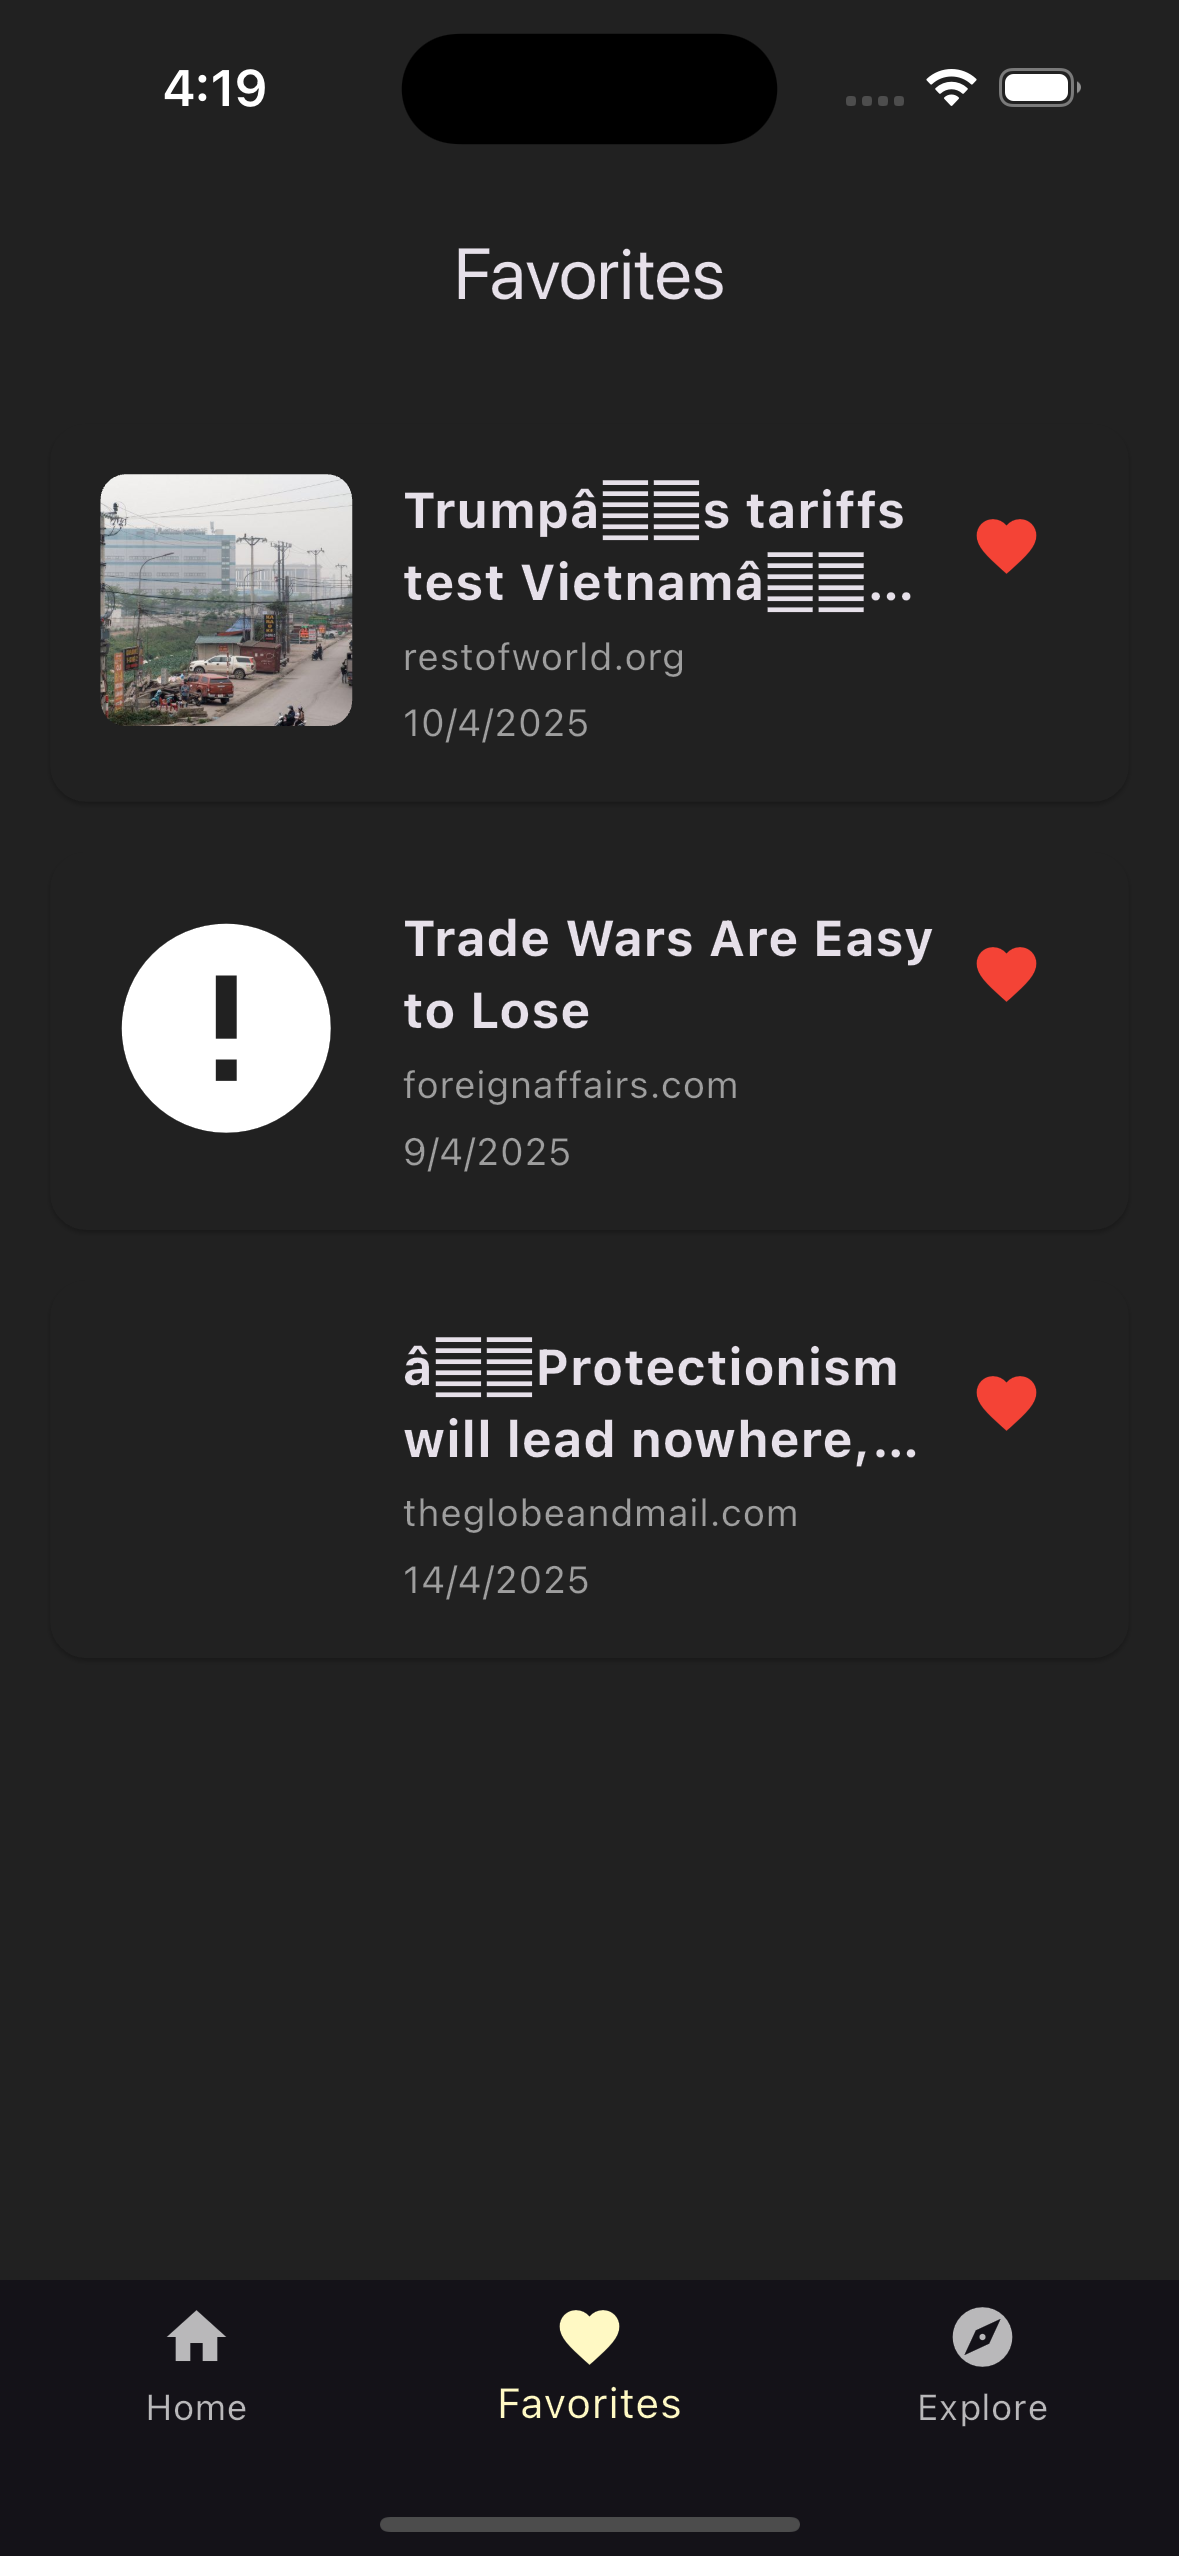 4:19
Favorites
Trumpâ𝌆𝌆s tariffs
test Vietnamâ𝌆𝌆...
restofworld.org
10/4/2025
Trade Wars Are Easy
to Lose
foreignaffairs.com
9/4/2025
â𝌆𝌆Protectionism
will lead nowhere,...
theglobeandmail.com
14/4/2025
Home
Favorites
Explore